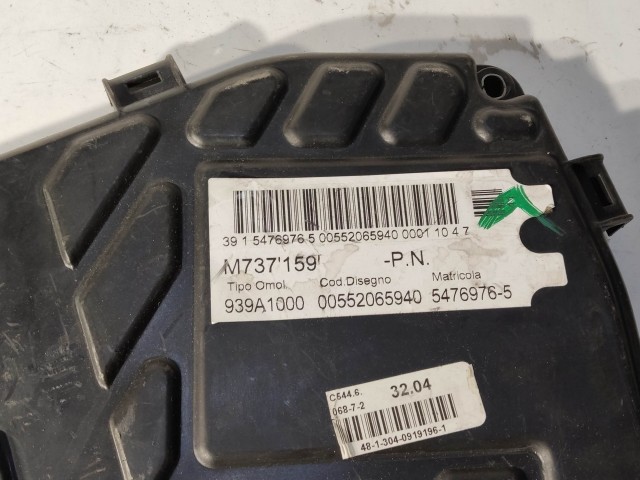 39 1 5476976 5 00552065940 0001 10 4 7
M737'159' -P.N.
Tipo Omol. Cod.Disegno Matricola
939A1000 00552065940 5476976-5
C544.6. 32.04
068-7-2
48-1-304-0919196-1